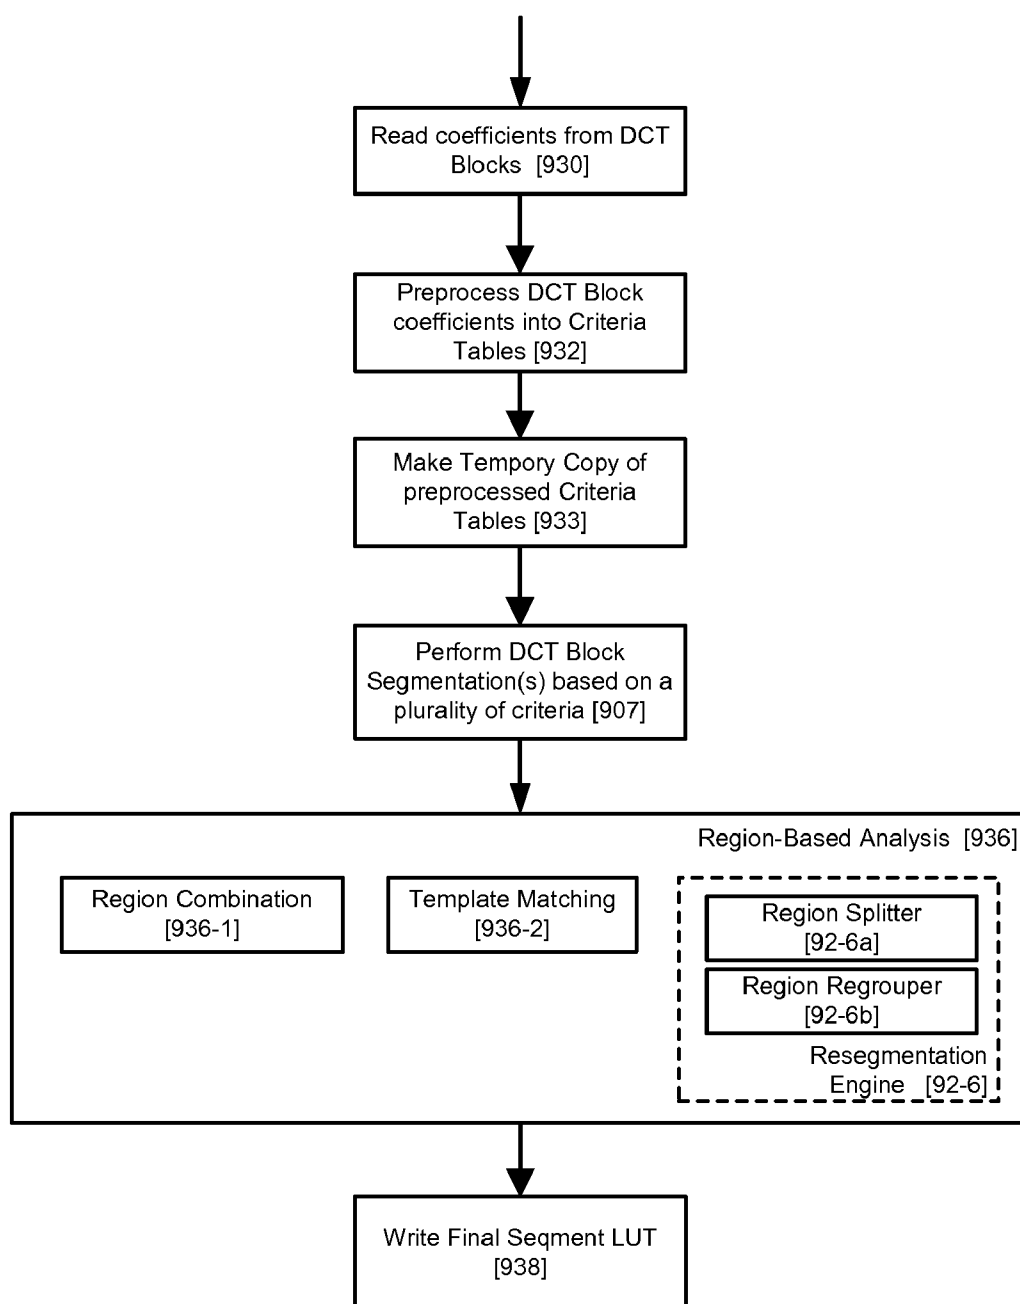 Read coefficients from DCT
Blocks [930]
Preprocess DCT Block
coefficients into Criteria
Tables [932]
Make Tempory Copy of
preprocessed Criteria
Tables [933]
Perform DCT Block
Segmentation(s) based on a
plurality of criteria [907]
Region-Based Analysis [936]
Region Combination
[936-1]
Template Matching
[936-2]
Region Splitter
[92-6a]
Region Regrouper
[92-6b]
Resegmentation
Engine [92-6]
Write Final Seqment LUT
[938]